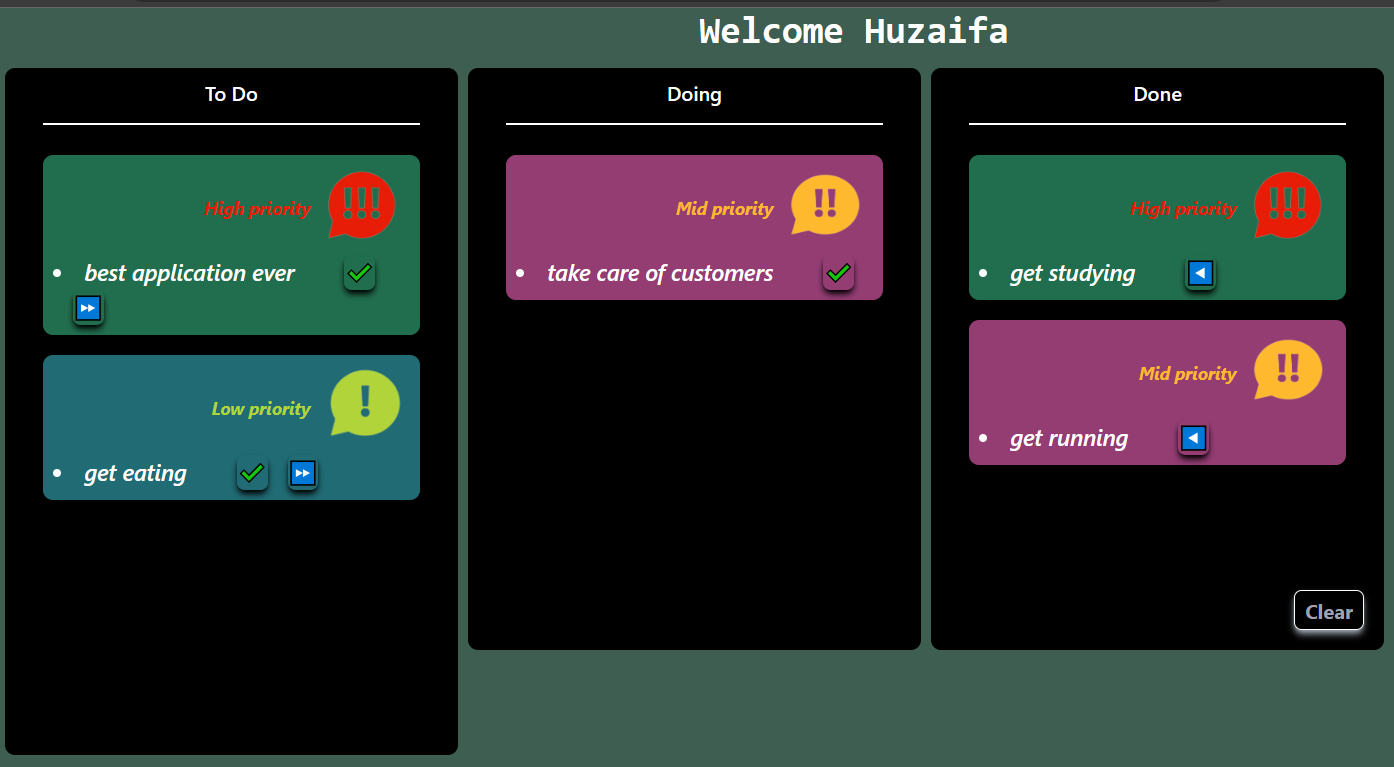 Welcome Huzaifa
To Do
High priority
!!!
best application ever
Low priority
!
get eating
Doing
Mid priority
!!
take care of customers
Done
High priority
!!!
get studying
Mid priority
!!
get running
Clear